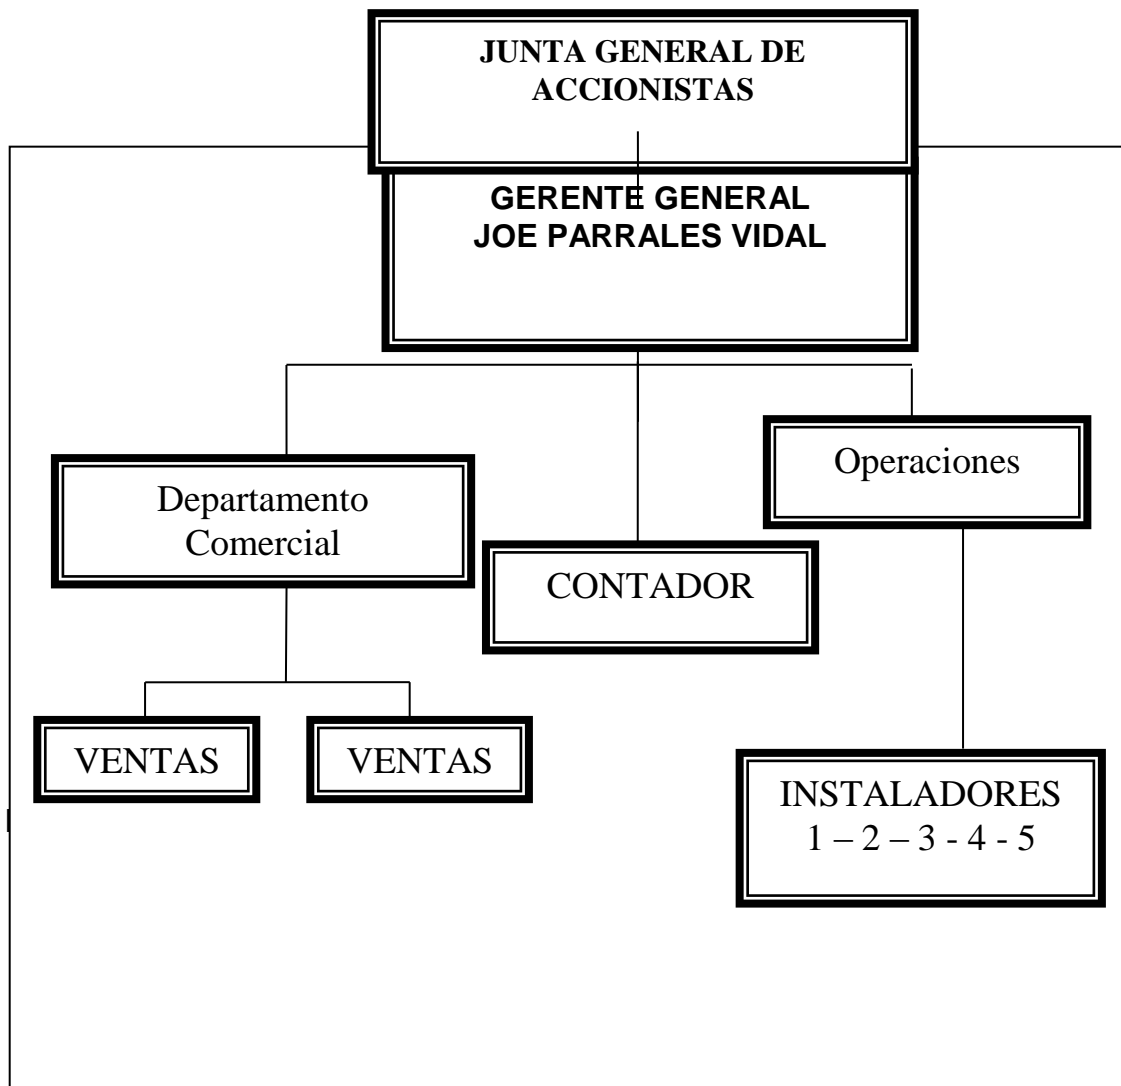 JUNTA GENERAL DE
ACCIONISTAS
GERENTE GENERAL
JOE PARRALES VIDAL
Departamento
Comercial
CONTADOR
Operaciones
VENTAS
VENTAS
INSTALADORES
1 – 2 – 3 - 4 - 5